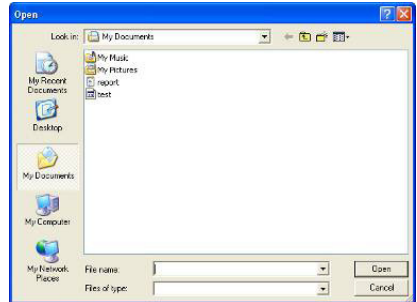 Open
Look in: My Documents
My Recent
Documents
Desktop
My Documents
My Computer
My Network
Places
My Music
My Pictures
report
test
File name: Open
Files of type: Cancel